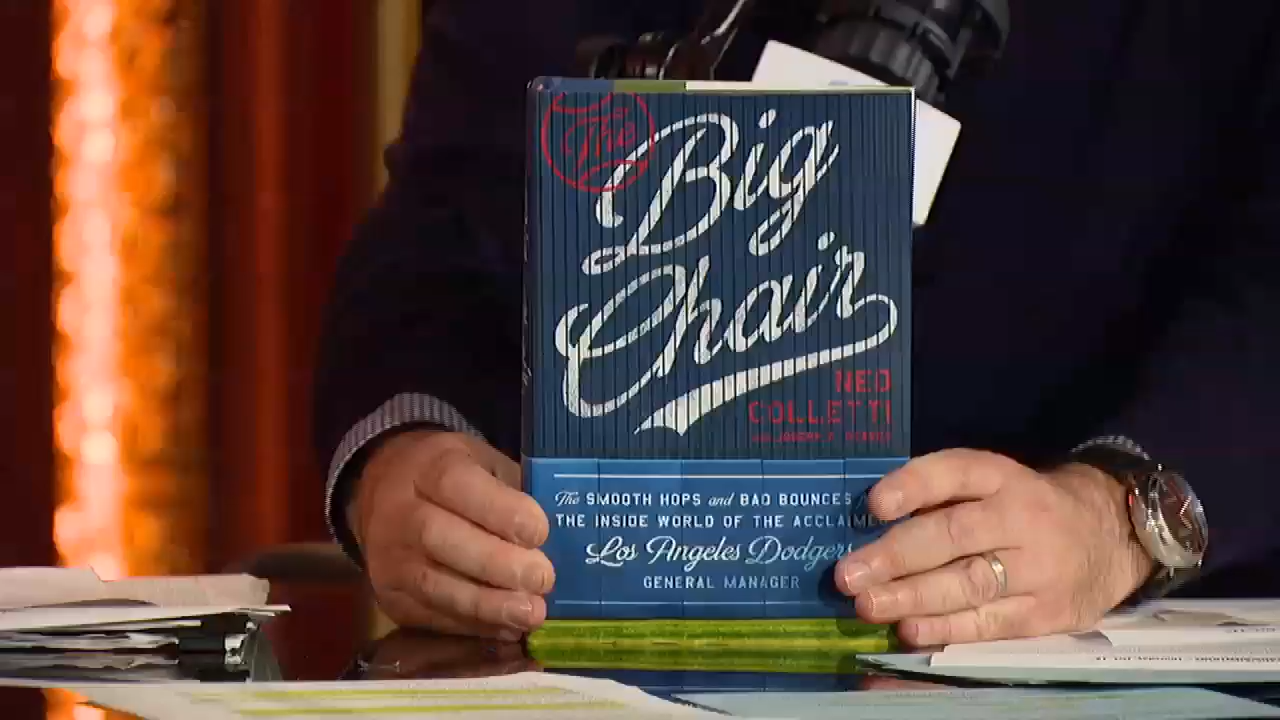 The
Big
Chair
NED
COLLETTI
The SMOOTH HOPS and BAD BOUNCES
THE INSIDE WORLD OF THE ACCLAIMED
Los Angeles Dodgers
GENERAL MANAGER